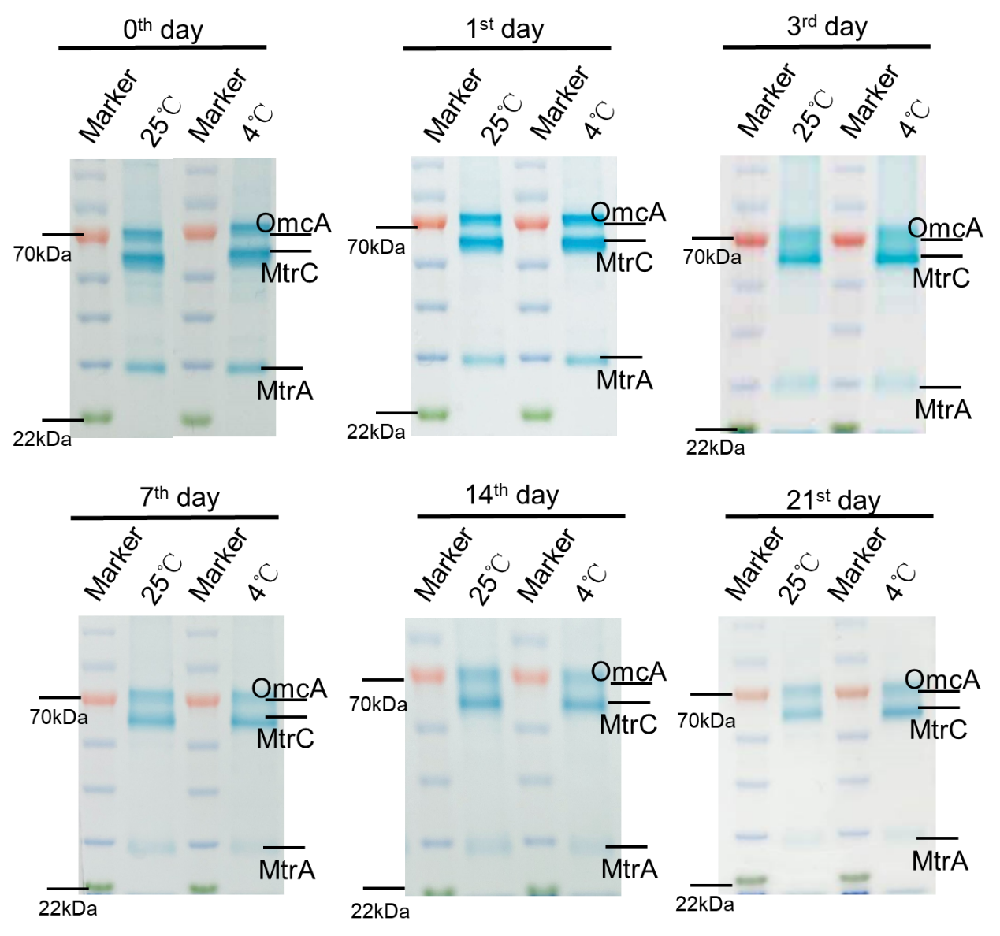 0th day
Marker 25℃ Marker 4℃
OmcA
70kDa
MtrC
MtrA
22kDa
1st day
Marker 25℃ Marker 4℃
OmcA
70kDa
MtrC
MtrA
22kDa
3rd day
Marker 25℃ Marker 4℃
OmcA
70kDa
MtrC
MtrA
22kDa
7th day
Marker 25℃ Marker 4℃
OmcA
70kDa
MtrC
MtrA
22kDa
14th day
Marker 25℃ Marker 4℃
OmcA
70kDa
MtrC
MtrA
22kDa
21st day
Marker 25℃ Marker 4℃
OmcA
70kDa
MtrC
MtrA
22kDa